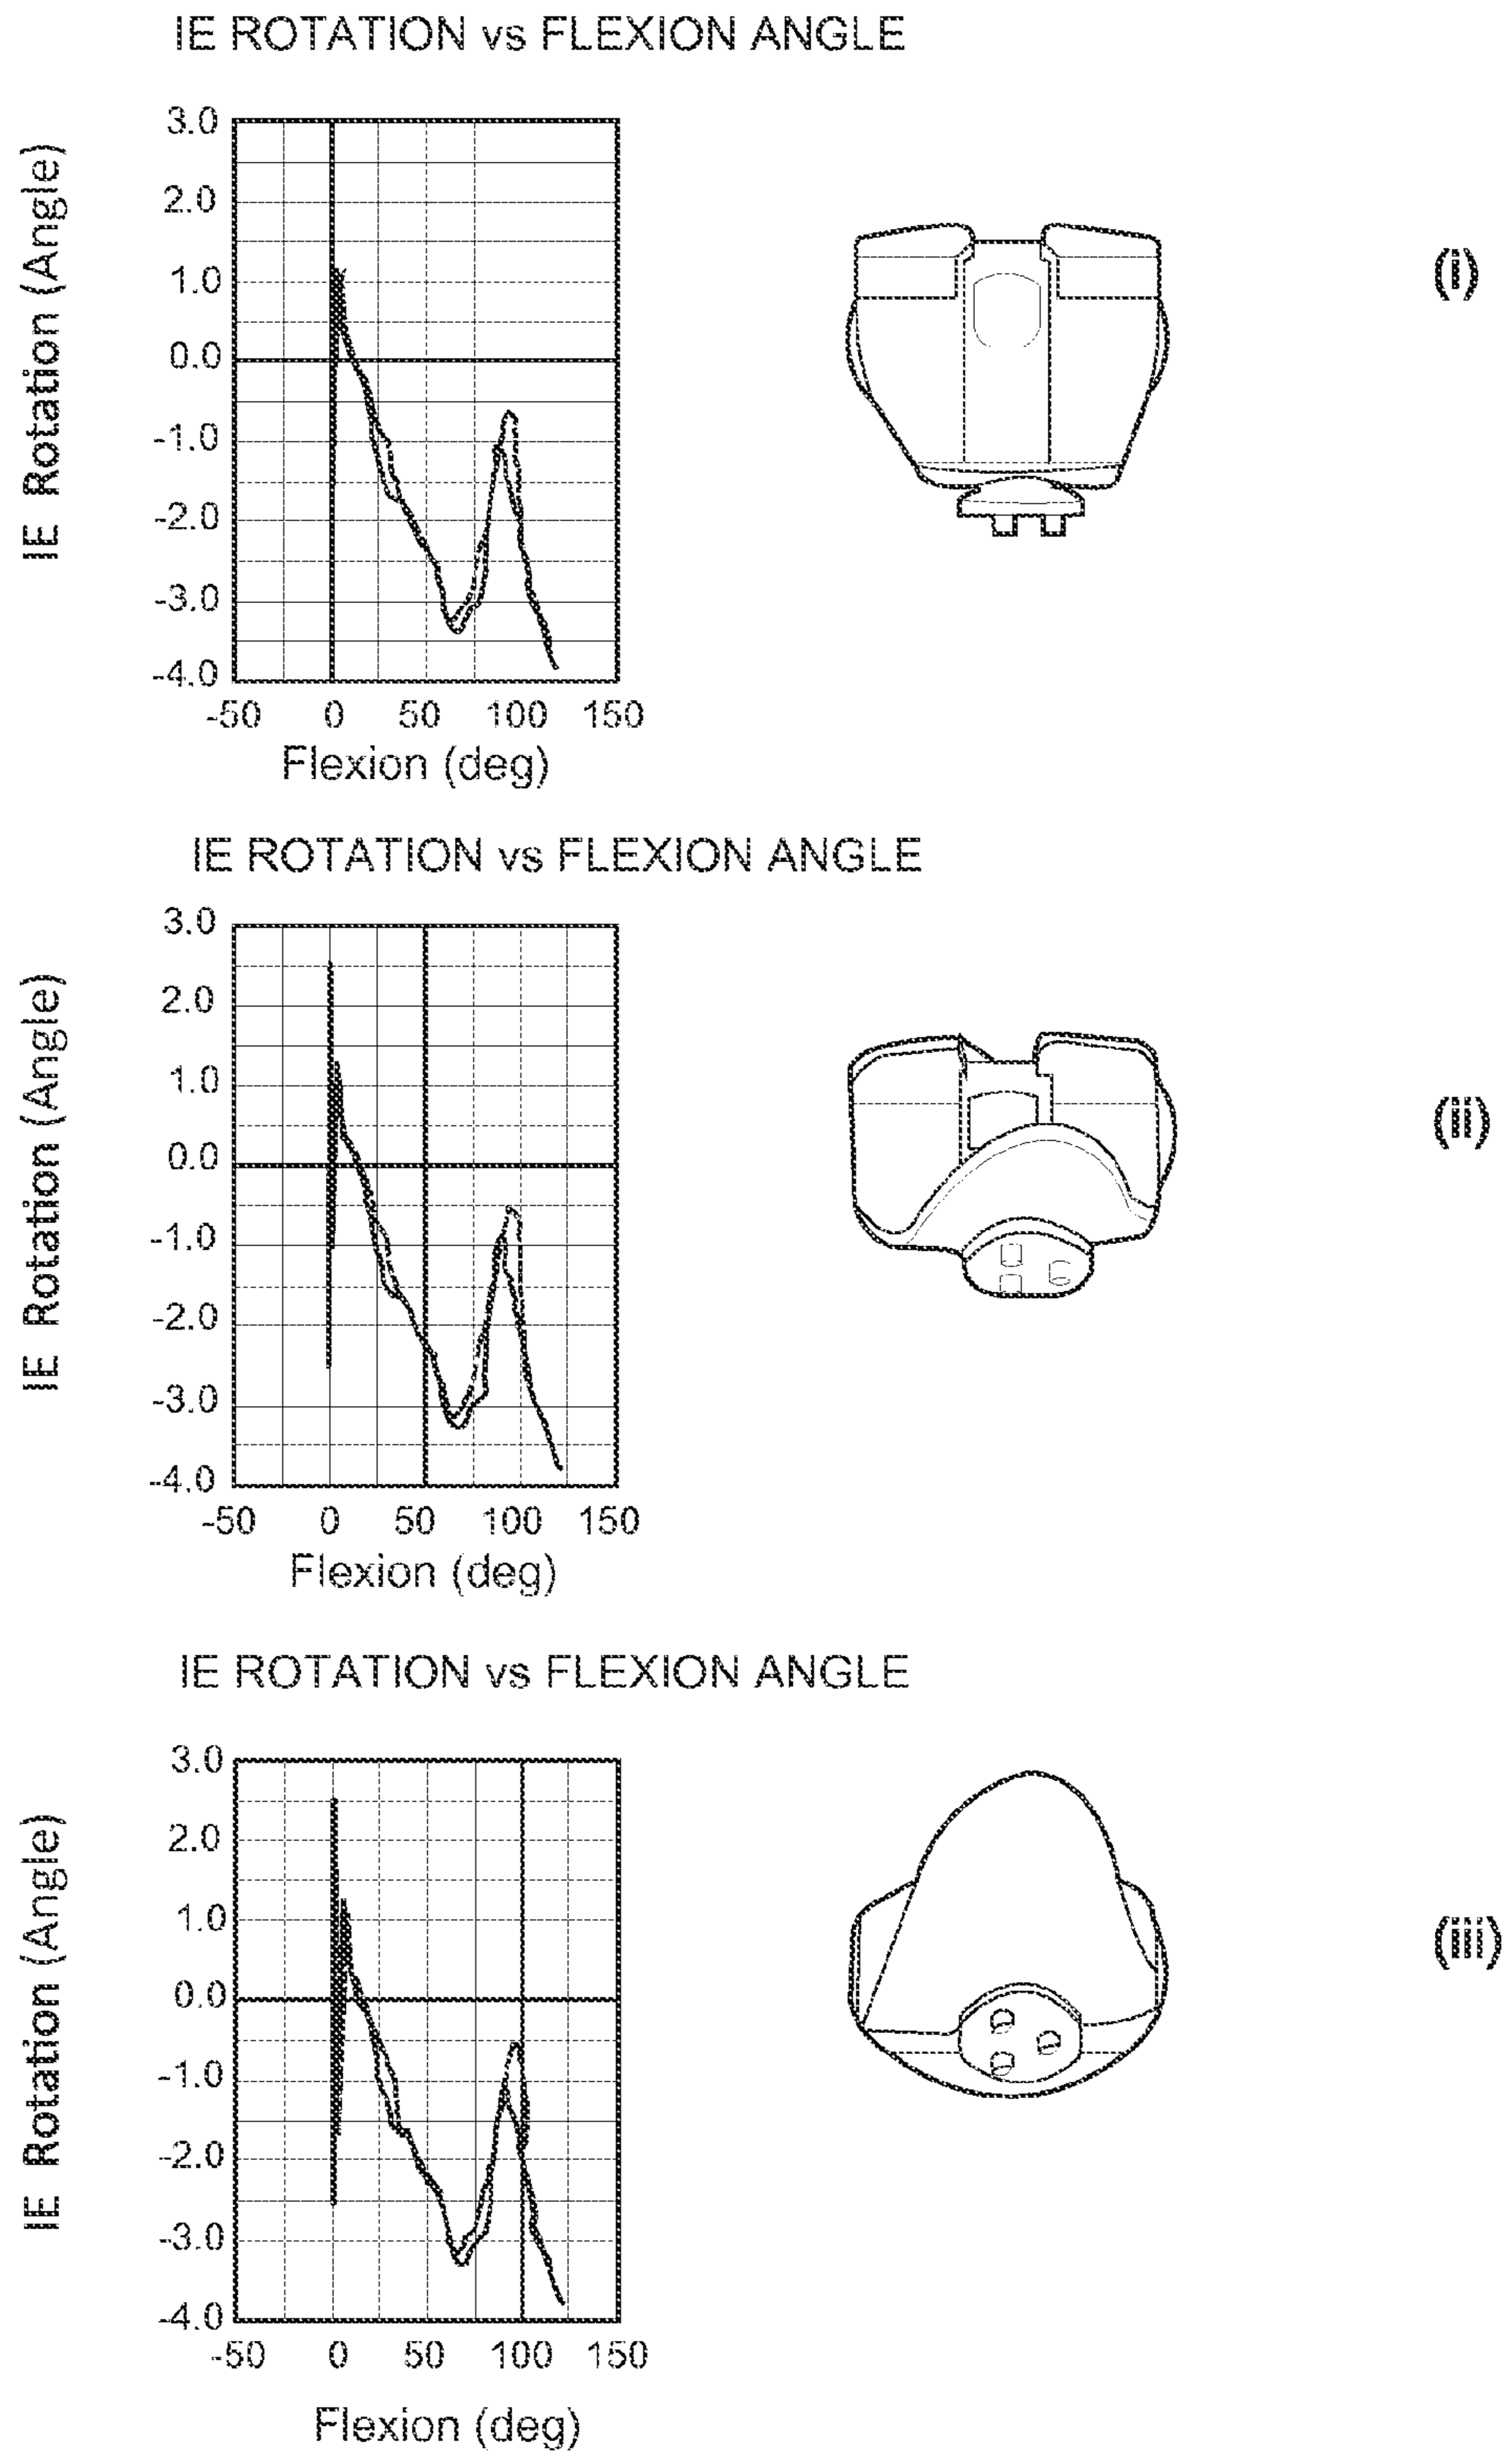 IE ROTATION vs FLEXION ANGLE
IE Rotation (Angle)
3.0
2.0
1.0
0.0
-1.0
-2.0
-3.0
-4.0
-50 0 50 100 150
Flexion (deg)
(i)
IE ROTATION vs FLEXION ANGLE
IE Rotation (Angle)
3.0
2.0
1.0
0.0
-1.0
-2.0
-3.0
-4.0
-50 0 50 100 150
Flexion (deg)
(ii)
IE ROTATION vs FLEXION ANGLE
IE Rotation (Angle)
3.0
2.0
1.0
0.0
-1.0
-2.0
-3.0
-4.0
-50 0 50 100 150
Flexion (deg)
(iii)